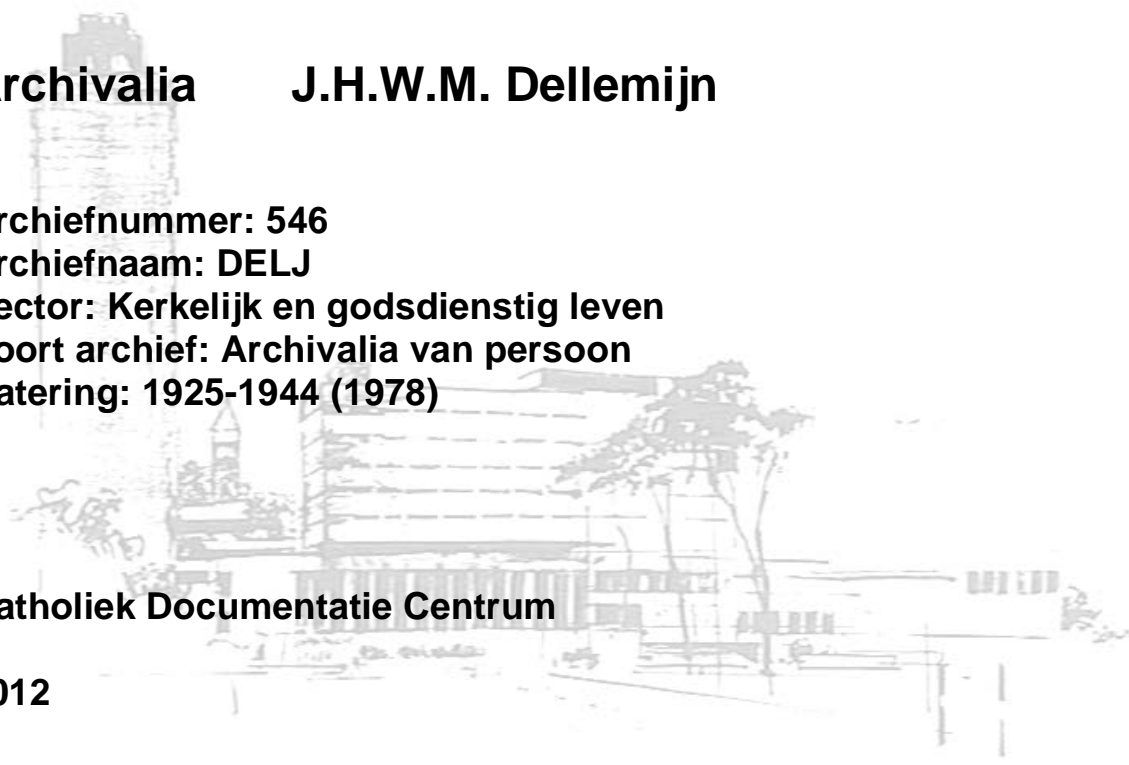 rchivalia J.H.W.M. Dellemijn
rchiefnummer: 546
rchiefnaam: DELJ
ector: Kerkelijk en godsdienstig leven
oort archief: Archivalia van persoon
atering: 1925-1944 (1978)
atholiek Documentatie Centrum
012